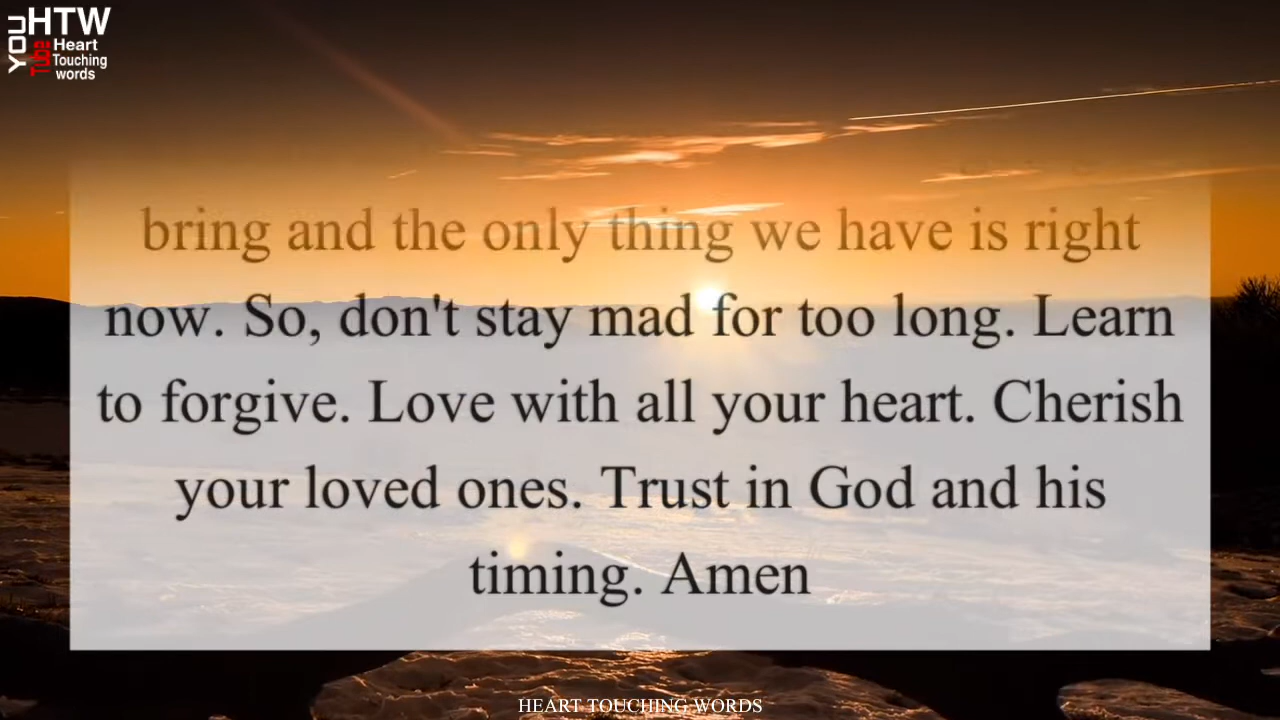 HTW
YOU
Tube
Heart
Touching
words
bring and the only thing we have is right
now. So, don't stay mad for too long. Learn
to forgive. Love with all your heart. Cherish
your loved ones. Trust in God and his
timing. Amen
HEART TOUCHING WORDS